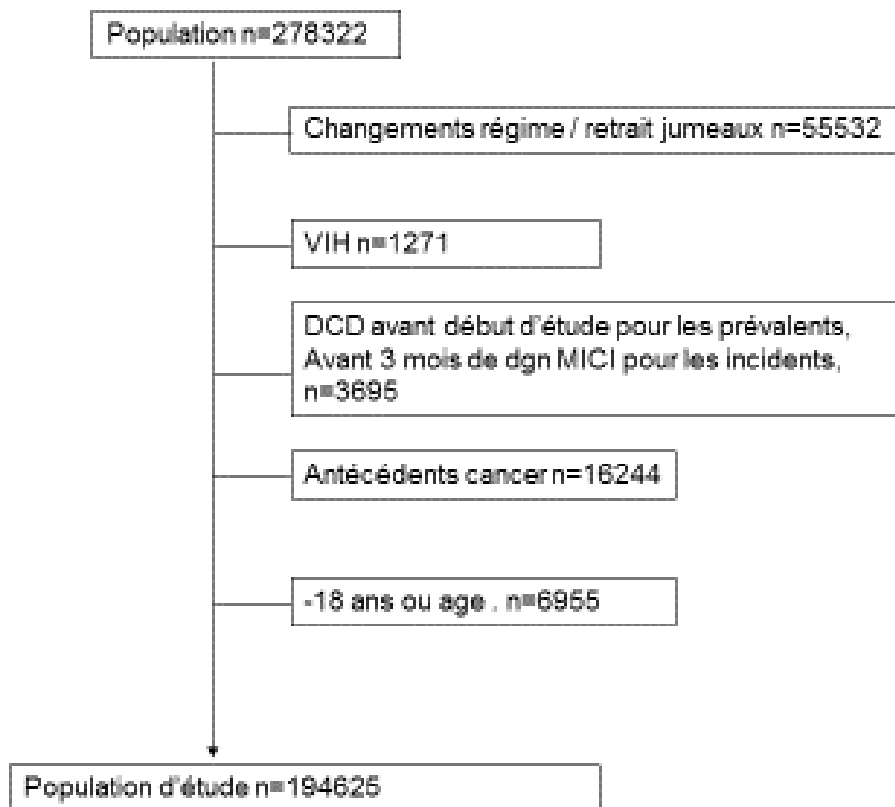 Population n=278322
Changements régime / retrait jumeaux n=55532
VIH n=1271
DCD avant début d'étude pour les prévalents,
Avant 3 mois de dgn MICI pour les incidents,
n=3695
Antécédents cancer n=16244
-18 ans ou age . n=6955
Population d'étude n=194625